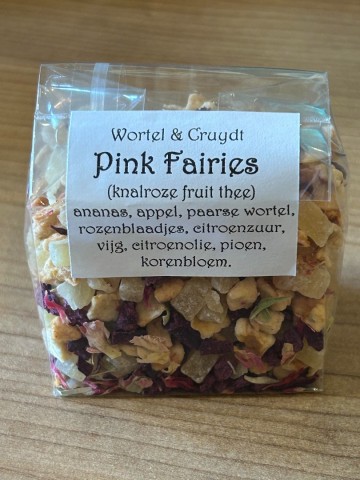 Wortel & Cruydt
Pink Fairies
(knalroze fruit thee)
ananas, appel, paarse wortel,
rozenblaadjes, citroenzuur,
vijg, citroenolie, pioen,
korenbloem.